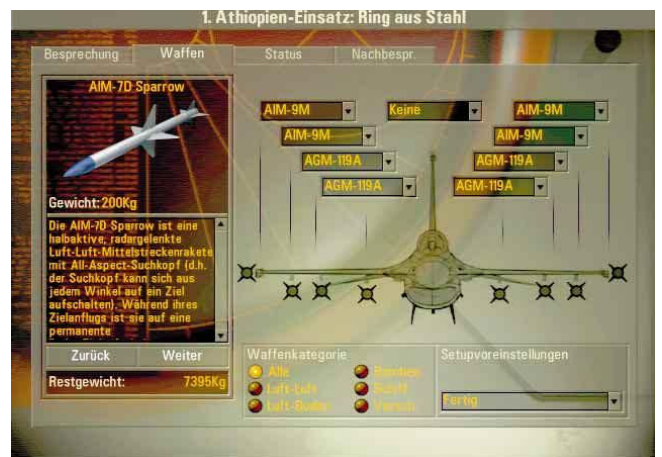 1. Athiopien-Einsatz: Ring aus Stahl
Besprechung
Waffen
Status
Nachbespr.
AIM-7D Sparrow
Gewicht: 200Kg
Die AIM-7D Sparrow ist eine
halbaktive, radargelenkte
Luft-Luft-Mittelstreckenrakete
mit All-Aspect-Suchkopf (d.h.
der Suchkopf kann sich aus
jedem Winkel auf ein Ziel
aufschalten). Während ihres
Zielanflugs ist sie auf eine
permanente
Zurück
Weiter
Restgewicht: 7395Kg
AIM-9M
Keine
AIM-9M
AIM-9M
AIM-9M
AGM-119A
AGM-119A
AGM-119A
AGM-119A
Waffenkategorie
Alle
Bomben
Luft-Luft
Schiff
Luft-Boden
Versch.
Setupvoreinstellungen
Fertig